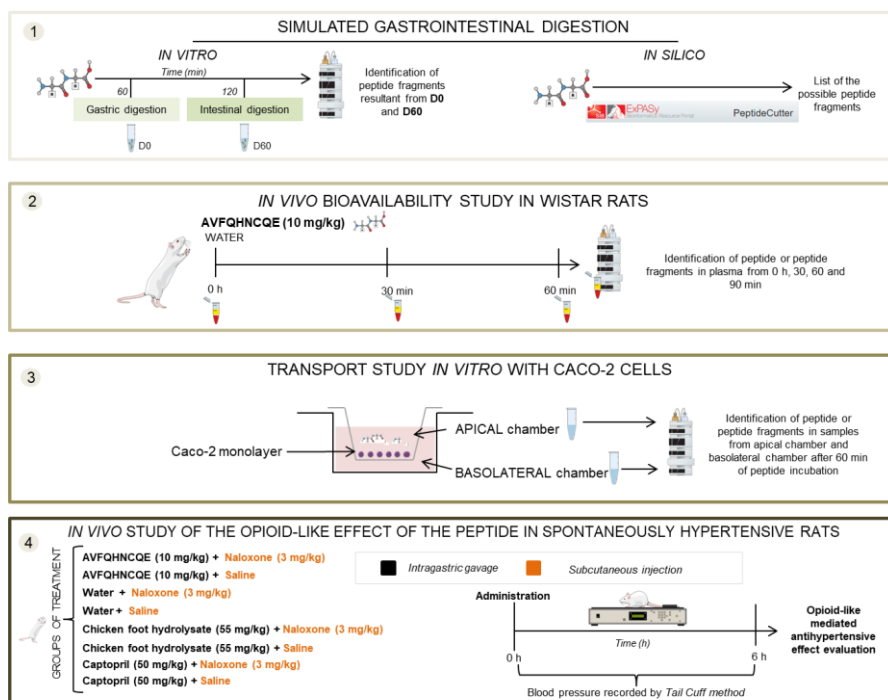 1
SIMULATED GASTROINTESTINAL DIGESTION
IN VITRO
Time (min)
60
120
Gastric digestion
Intestinal digestion
D0
D60
Identification of
peptide fragments
resultant from D0
and D60
IN SILICO
ExPASy
PeptideCutter
List of the
possible peptide
fragments
2
IN VIVO BIOAVAILABILITY STUDY IN WISTAR RATS
AVFQHNCQE (10 mg/kg)
WATER
0 h
30 min
60 min
Identification of peptide or peptide
fragments in plasma from 0 h, 30, 60 and
90 min
3
TRANSPORT STUDY IN VITRO WITH CACO-2 CELLS
Caco-2 monolayer
APICAL chamber
BASOLATERAL chamber
Identification of peptide or
peptide fragments in samples
from apical chamber and
basolateral chamber after 60 min
of peptide incubation
4
IN VIVO STUDY OF THE OPIOID-LIKE EFFECT OF THE PEPTIDE IN SPONTANEOUSLY HYPERTENSIVE RATS
GROUPS OF TREATMENT
AVFQHNCQE (10 mg/kg) + Naloxone (3 mg/kg)
AVFQHNCQE (10 mg/kg) + Saline
Water + Naloxone (3 mg/kg)
Water + Saline
Chicken foot hydrolysate (55 mg/kg) + Naloxone (3 mg/kg)
Chicken foot hydrolysate (55 mg/kg) + Saline
Captopril (50 mg/kg) + Naloxone (3 mg/kg)
Captopril (50 mg/kg) + Saline
Intragastric gavage
Subcutaneous injection
Administration
Time (h)
0 h
6 h
Blood pressure recorded by Tail Cuff method
Opioid-like
mediated
antihypertensive
effect evaluation